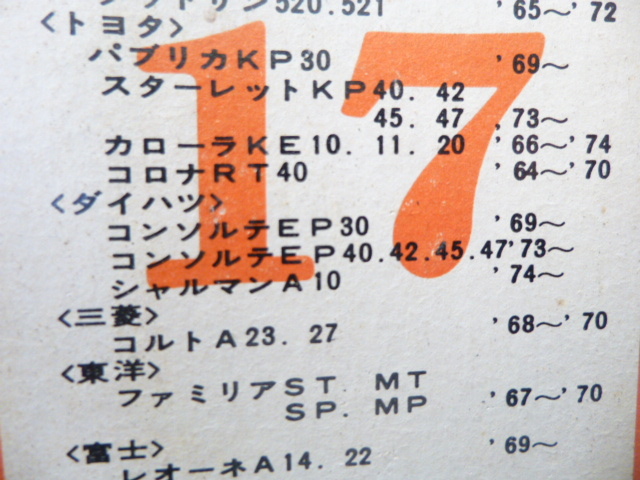 520.521 '65〜'72
<トヨタ>
パブリカKP30 '69〜
スターレットKP40. 42
45. 47 '73〜
カローラKE10. 11. 20 '66〜'74
コロナRT40 '64〜'70
<ダイハツ>
コンソルテEP30 '69〜
コンソルテEP40.42.45.47'73〜
シャルマンA10 '74〜
<三菱>
コルトA23. 27 '68〜'70
<東洋>
ファミリアST. MT
SP. MP '67〜'70
<富士>
レオーネA14. 22 '69〜
17